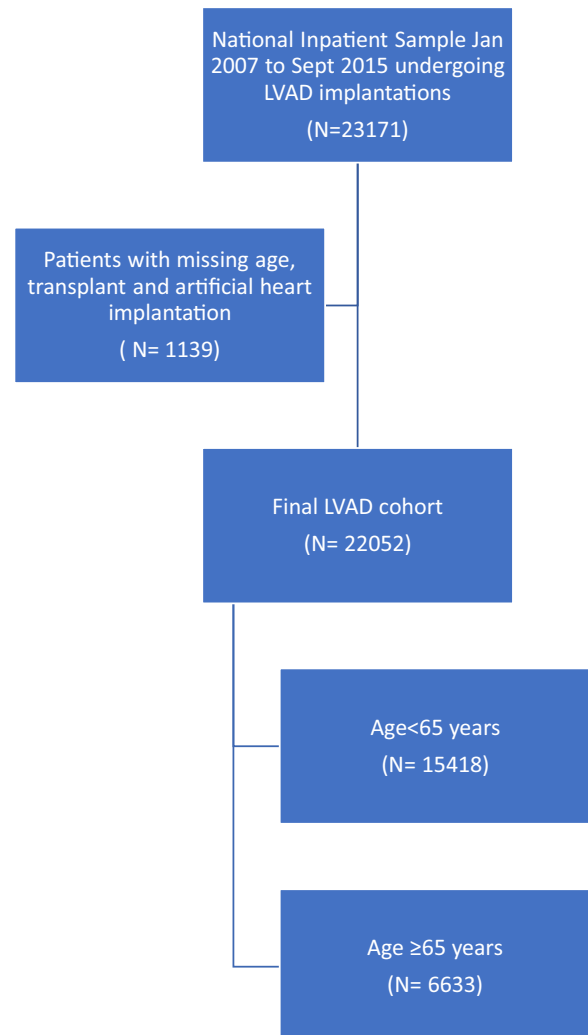 National Inpatient Sample Jan
2007 to Sept 2015 undergoing
LVAD implantations
(N=23171)
Patients with missing age,
transplant and artificial heart
implantation
( N= 1139)
Final LVAD cohort
(N= 22052)
Age<65 years
(N= 15418)
Age ≥65 years
(N= 6633)